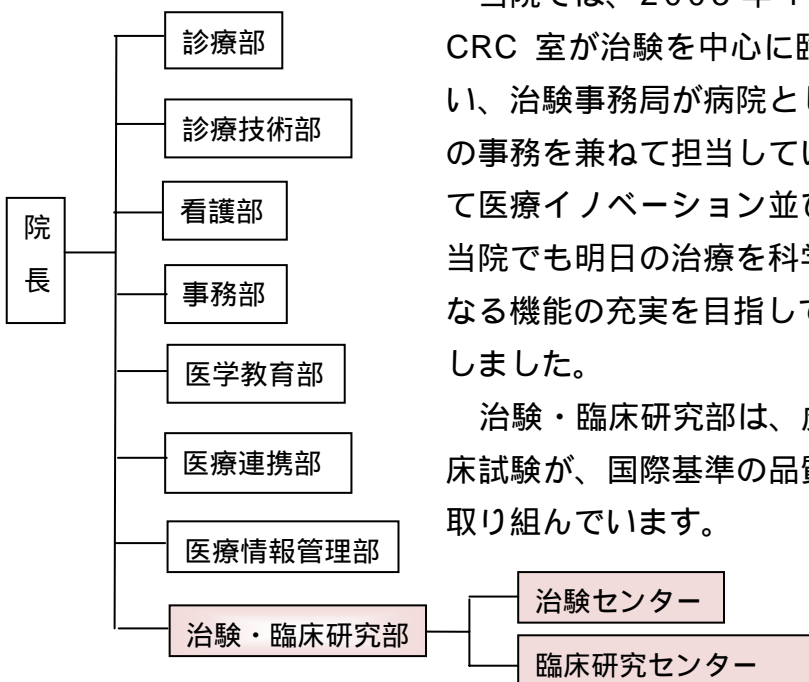 院長
診療部
診療技術部
看護部
事務部
医学教育部
医療連携部
医療情報管理部
治験・臨床研究部
治験センター
臨床研究センター
CRC 室が治験を中心に
い、治験事務局が病院と
の事務を兼ねて担当して
て医療イノベーション並
当院でも明日の治療を科
なる機能の充実を目指して
しました。
治験・臨床研究部は、
床試験が、国際基準の品
取り組んでいます。